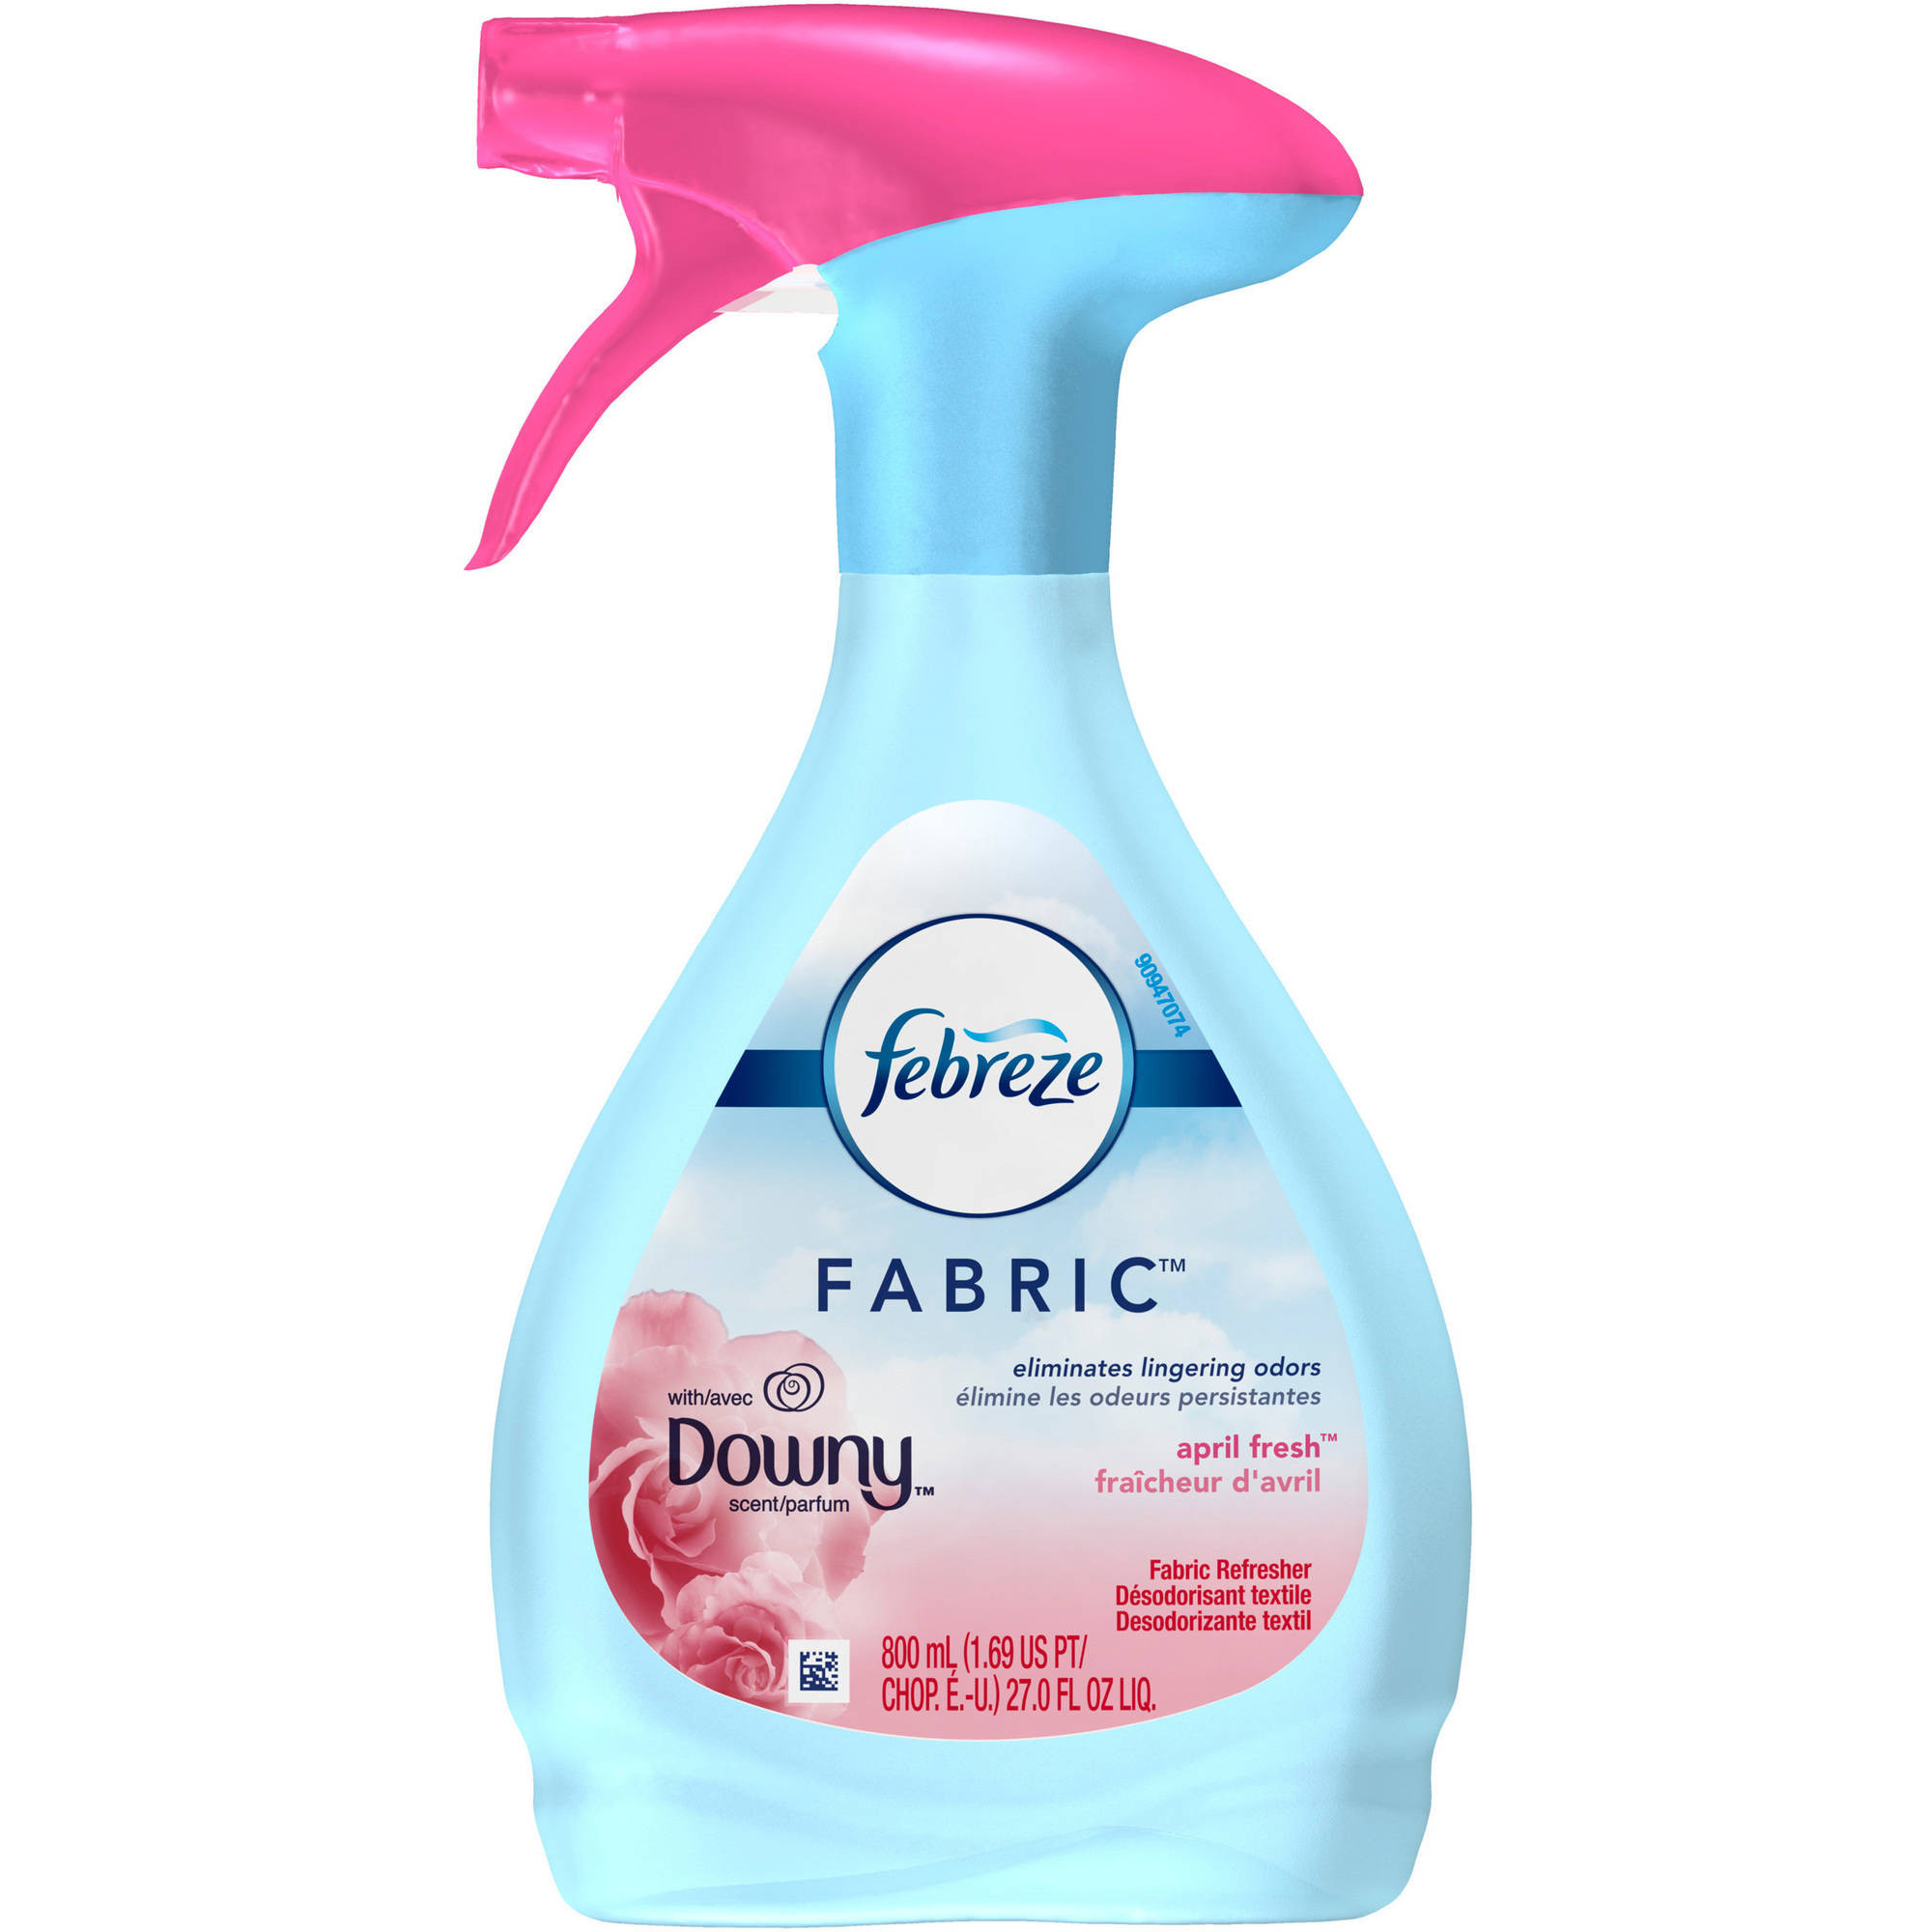 90947074
febreze
FABRIC™
eliminates lingering odors
élimine les odeurs persistantes
with/avec
Downy™
scent/parfum
april fresh™
fraîcheur d'avril
Fabric Refresher
Désodorisant textile
Desodorizante textil
800 mL (1.69 US PT/
CHOP. É.-U.) 27.0 FL OZ LIQ.